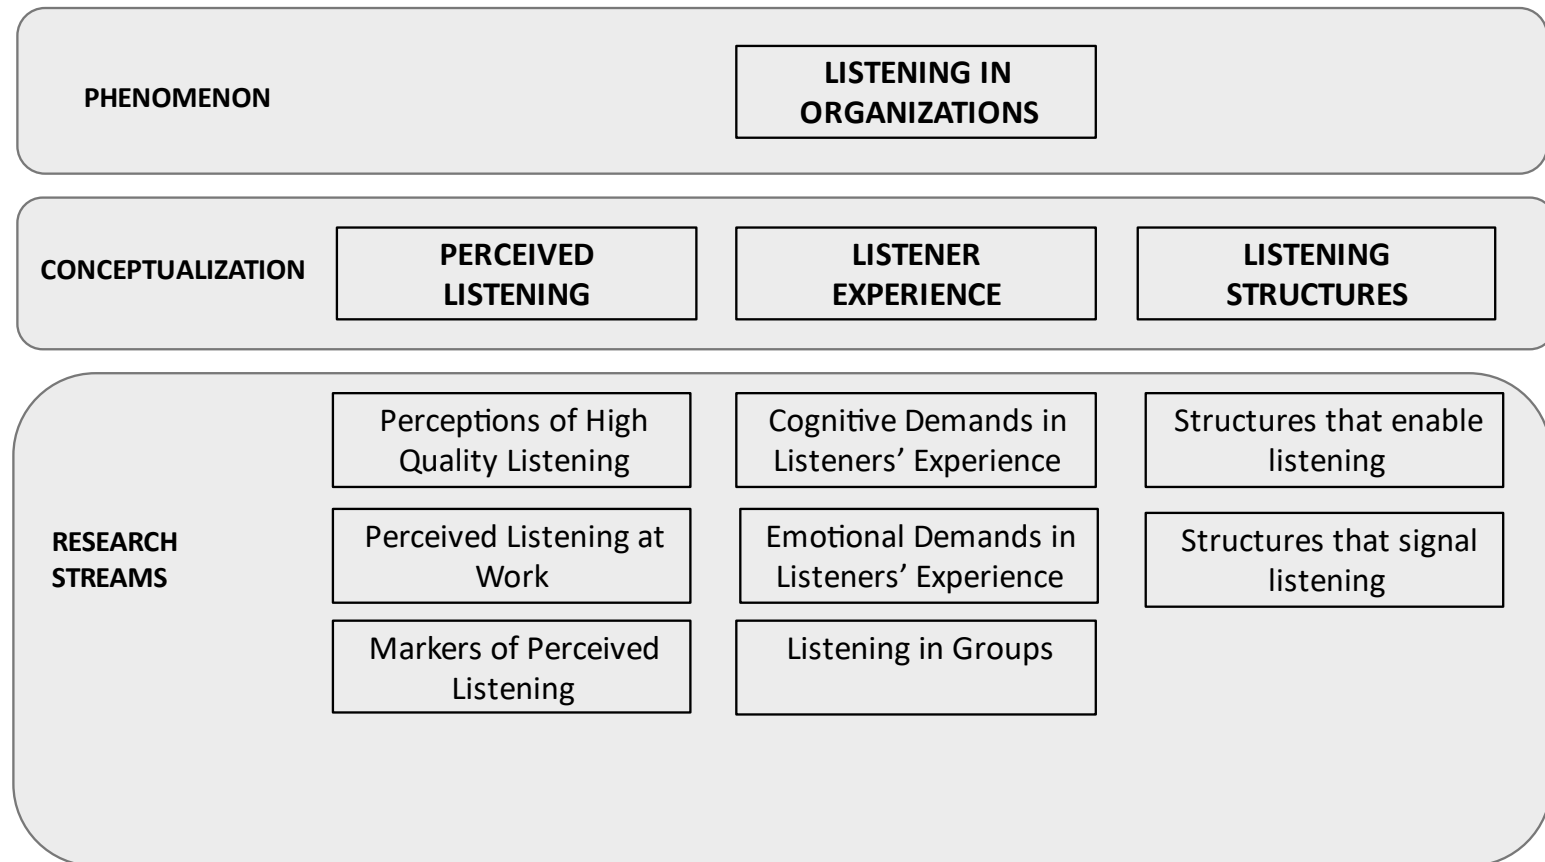 PHENOMENON
LISTENING IN
ORGANIZATIONS
CONCEPTUALIZATION
PERCEIVED
LISTENING
LISTENER
EXPERIENCE
LISTENING
STRUCTURES
RESEARCH
STREAMS
Perceptions of High
Quality Listening
Cognitive Demands in
Listeners’ Experience
Structures that enable
listening
Perceived Listening at
Work
Emotional Demands in
Listeners’ Experience
Structures that signal
listening
Markers of Perceived
Listening
Listening in Groups